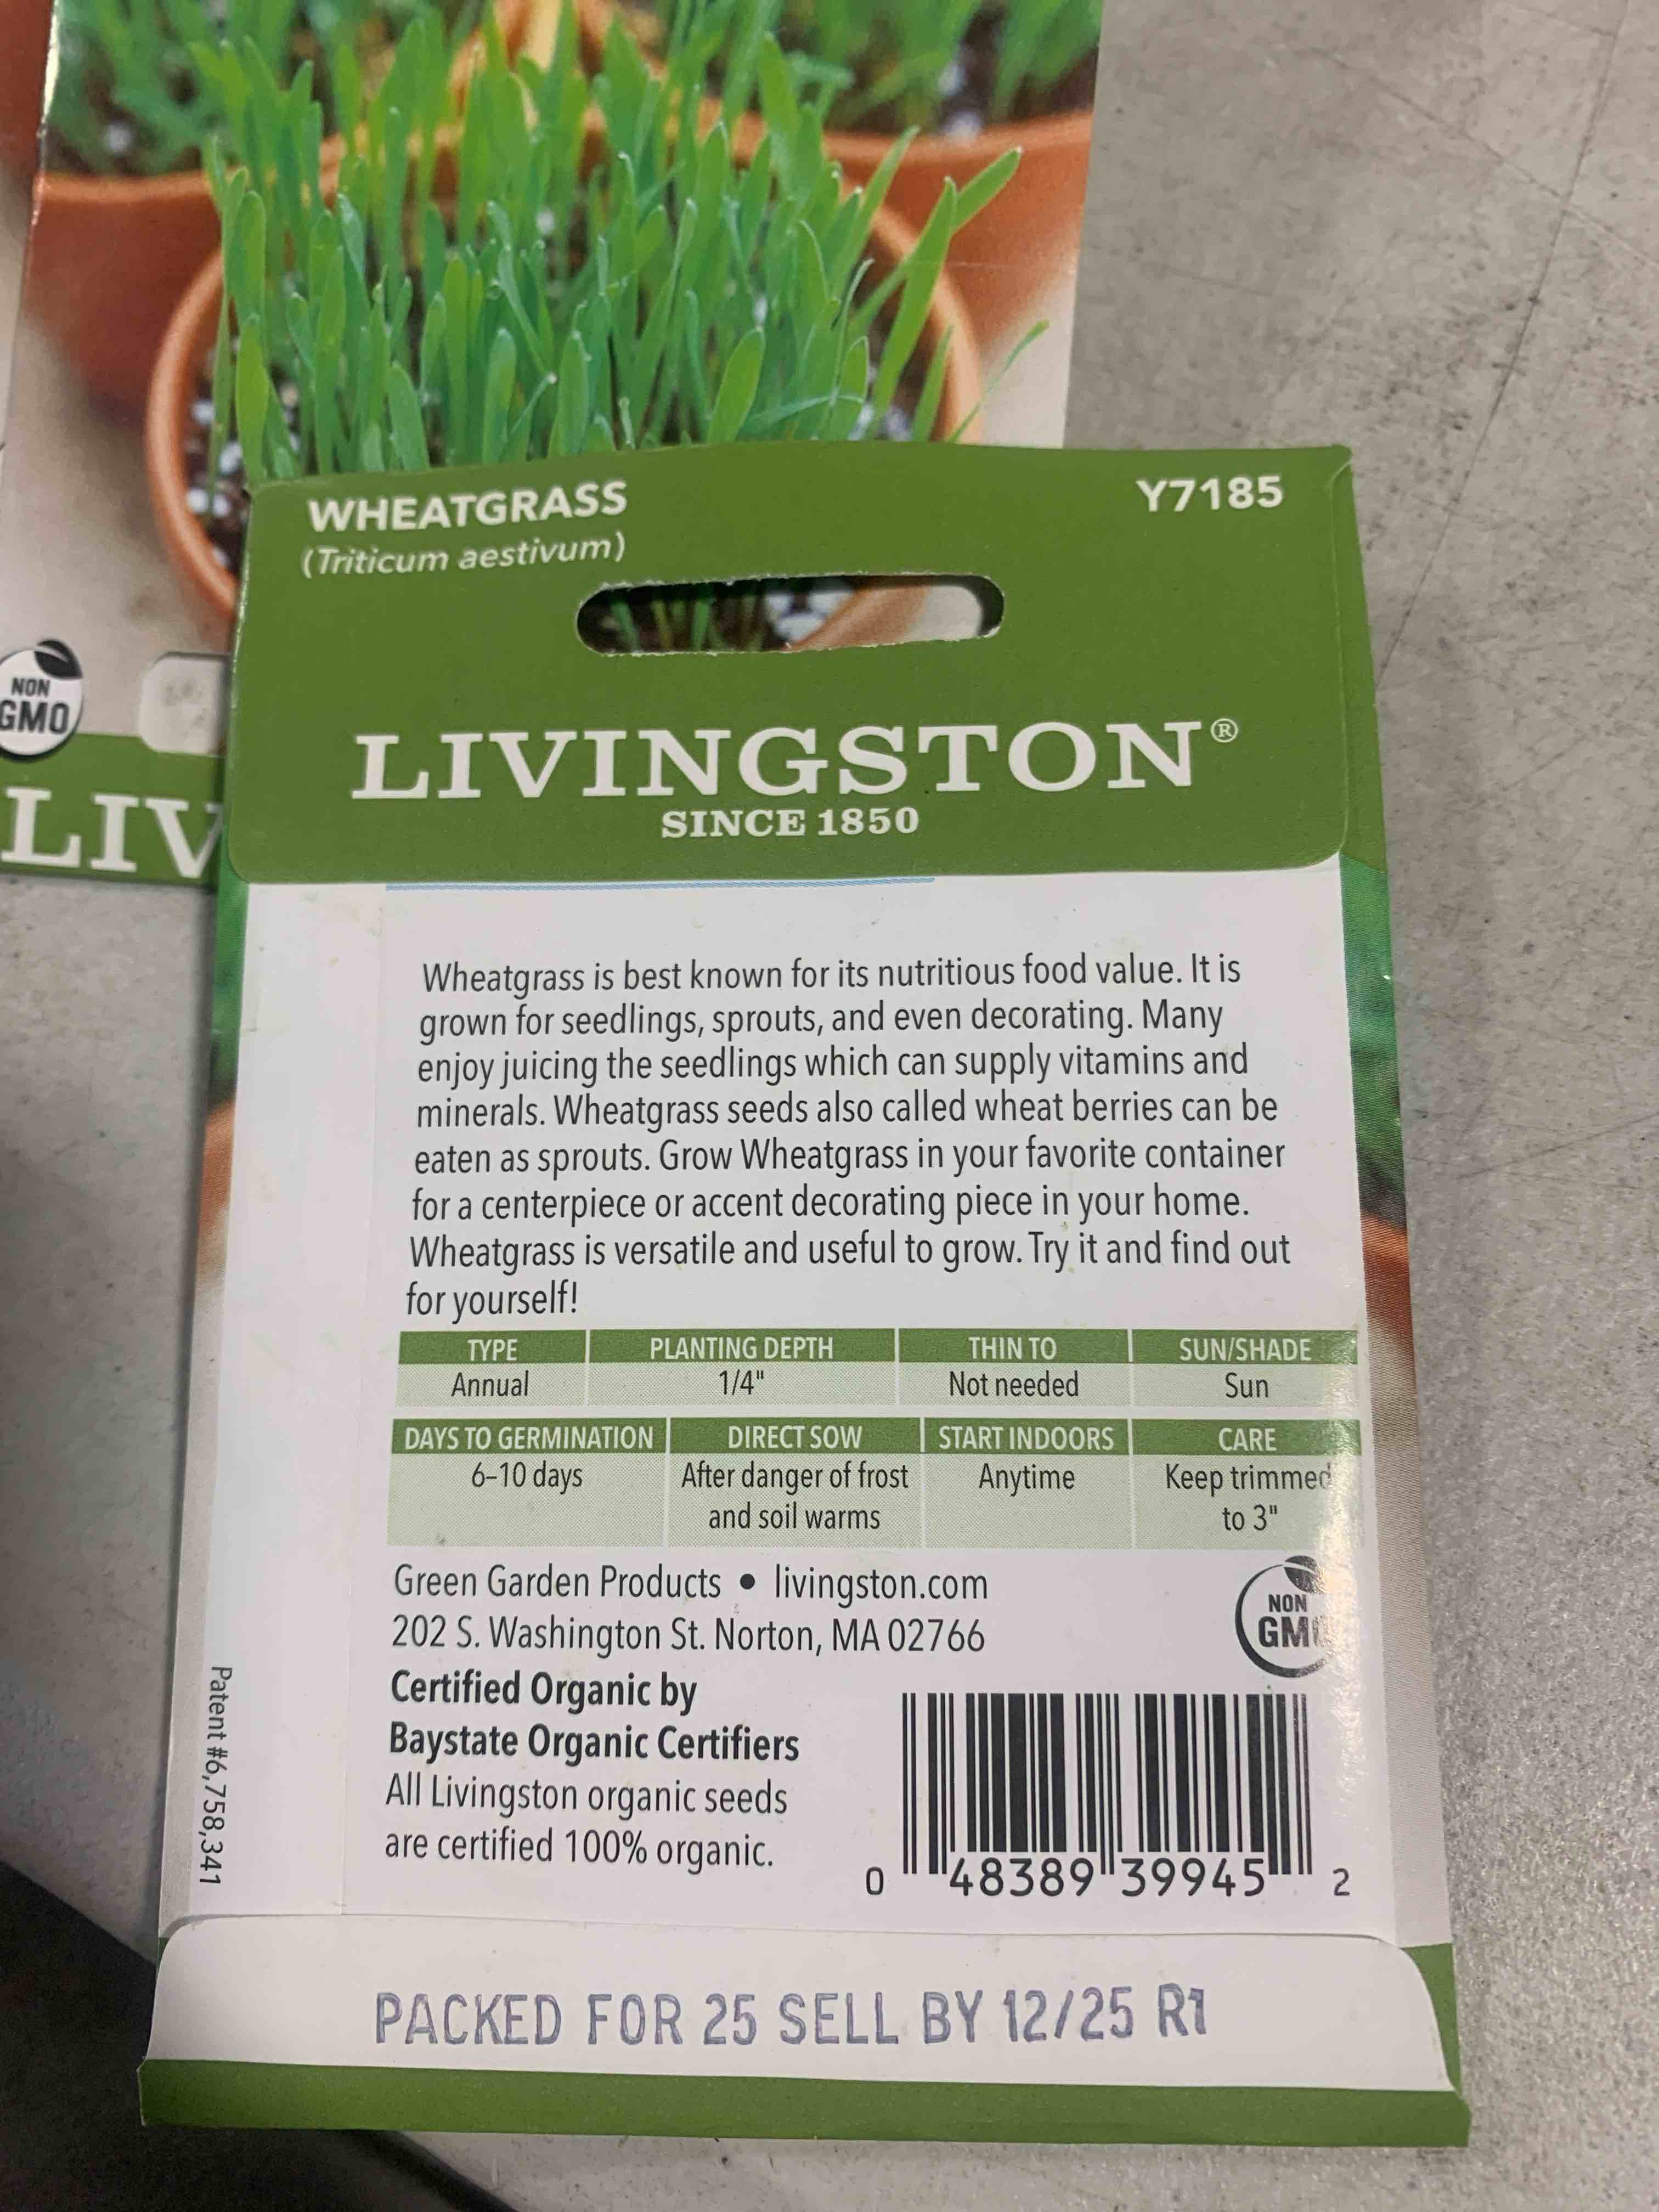 WHEATGRASS
(Triticum aestivum)
Y7185
NON
GMO
LIV
LIVINGSTON®
SINCE 1850
Wheatgrass is best known for its nutritious food value. It is
grown for seedlings, sprouts, and even decorating. Many
enjoy juicing the seedlings which can supply vitamins and
minerals. Wheatgrass seeds also called wheat berries can be
eaten as sprouts. Grow Wheatgrass in your favorite container
for a centerpiece or accent decorating piece in your home.
Wheatgrass is versatile and useful to grow. Try it and find out
for yourself!
TYPE PLANTING DEPTH THIN TO SUN/SHADE
Annual 1/4" Not needed Sun
DAYS TO GERMINATION DIRECT SOW START INDOORS CARE
6–10 days After danger of frost Anytime Keep trimmed
and soil warms to 3"
Green Garden Products • livingston.com
202 S. Washington St. Norton, MA 02766
NON
GMO
Certified Organic by
Baystate Organic Certifiers
All Livingston organic seeds
are certified 100% organic.
0 48389 39945 2
Patent #6,758,341
PACKED FOR 25 SELL BY 12/25 R1